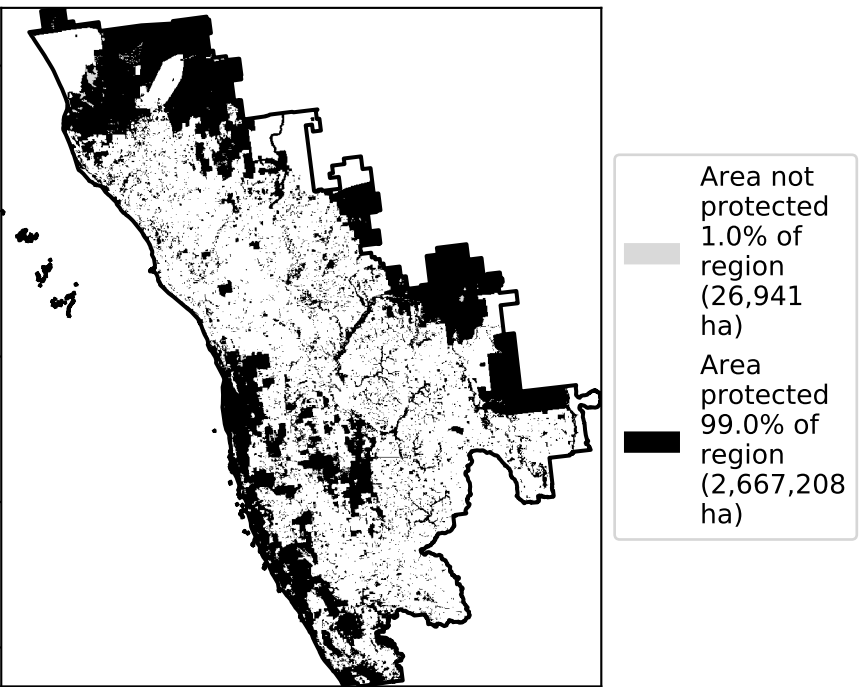 Area not
protected
1.0% of
region
(26,941
ha)
Area
protected
99.0% of
region
(2,667,208
ha)